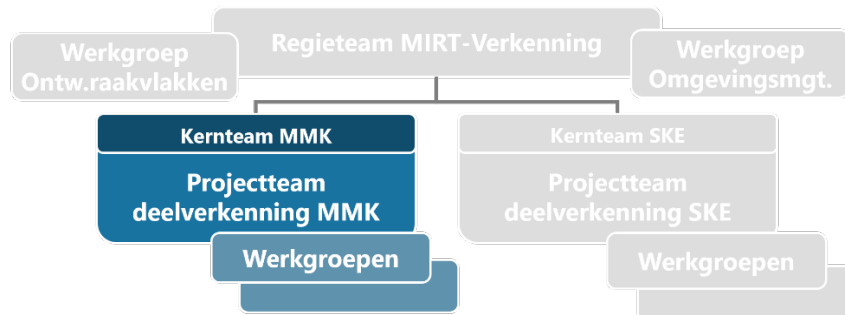 Regieteam MIRT-Verkenning
Werkgroep
Ontw.raakvlakken
Werkgroep
Omgevingsmgt.
Kernteam MMK
Projectteam
deelverkenning MMK
Werkgroepen
Kernteam SKE
Projectteam
deelverkenning SKE
Werkgroepen